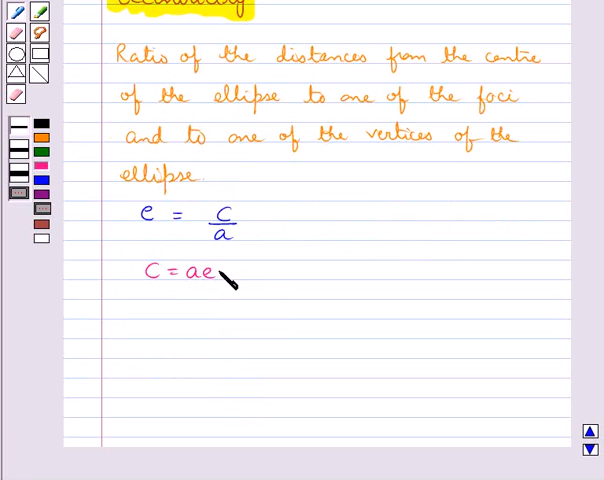 Eccentricity
Ratio of the distances from the centre
of the ellipse to one of the foci
and to one of the vertices of the
ellipse.
e = c/a
C = ae